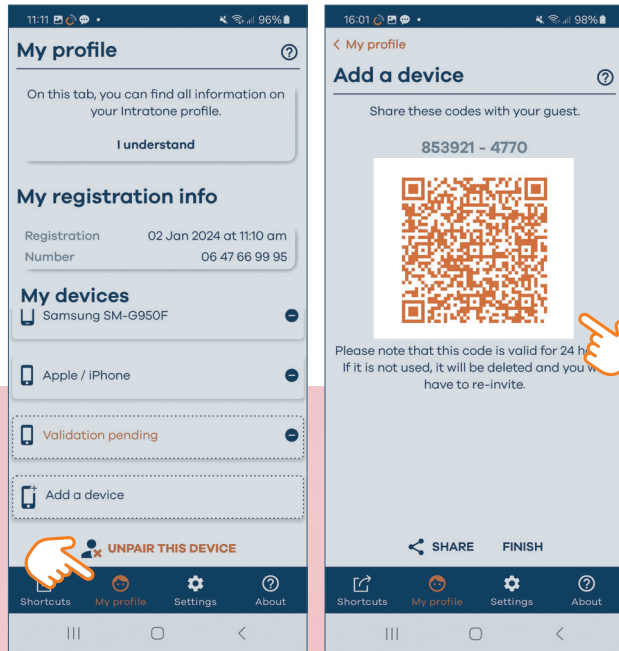 11:11
96%
My profile
On this tab, you can find all information on
your Intratone profile.
I understand
My registration info
Registration 02 Jan 2024 at 11:10 am
Number 06 47 66 99 95
My devices
Samsung SM-G950F
Apple / iPhone
Validation pending
Add a device
UNPAIR THIS DEVICE
Shortcuts My profile Settings About
16:01
98%
< My profile
Add a device
Share these codes with your guest.
853921 - 4770
Please note that this code is valid for 24
If it is not used, it will be deleted and you
have to re-invite.
SHARE FINISH
Shortcuts My profile Settings About